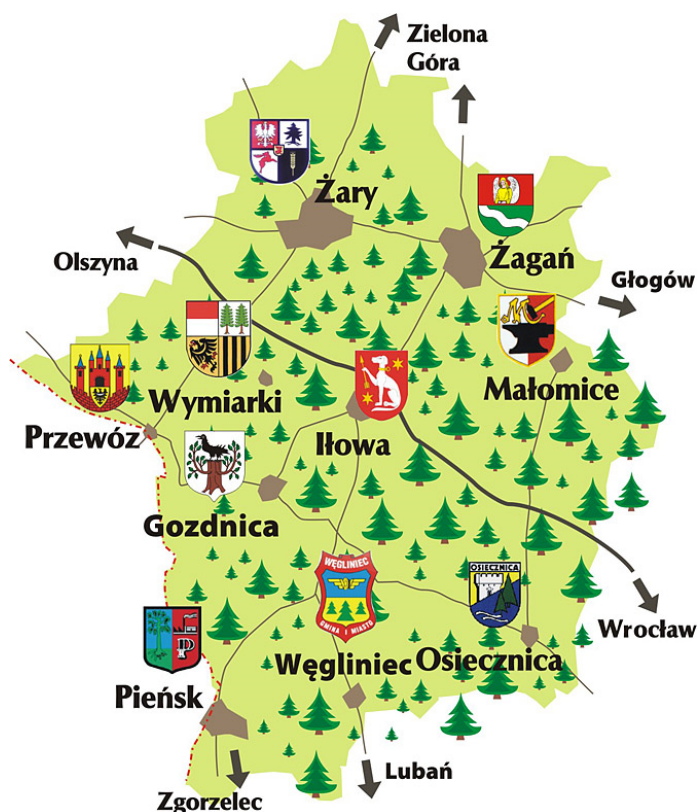 Zielona
Góra
Żary
Żagań
Olszyna
Głogów
M
Wymiarki
Małomice
Przewóz
Iłowa
Gozdnica
WĘGLINIEC
GMINA I MIASTO
OSIECZNICA
Wrocław
P
Węgliniec
Osiecznica
Pieńsk
Lubań
Zgorzelec